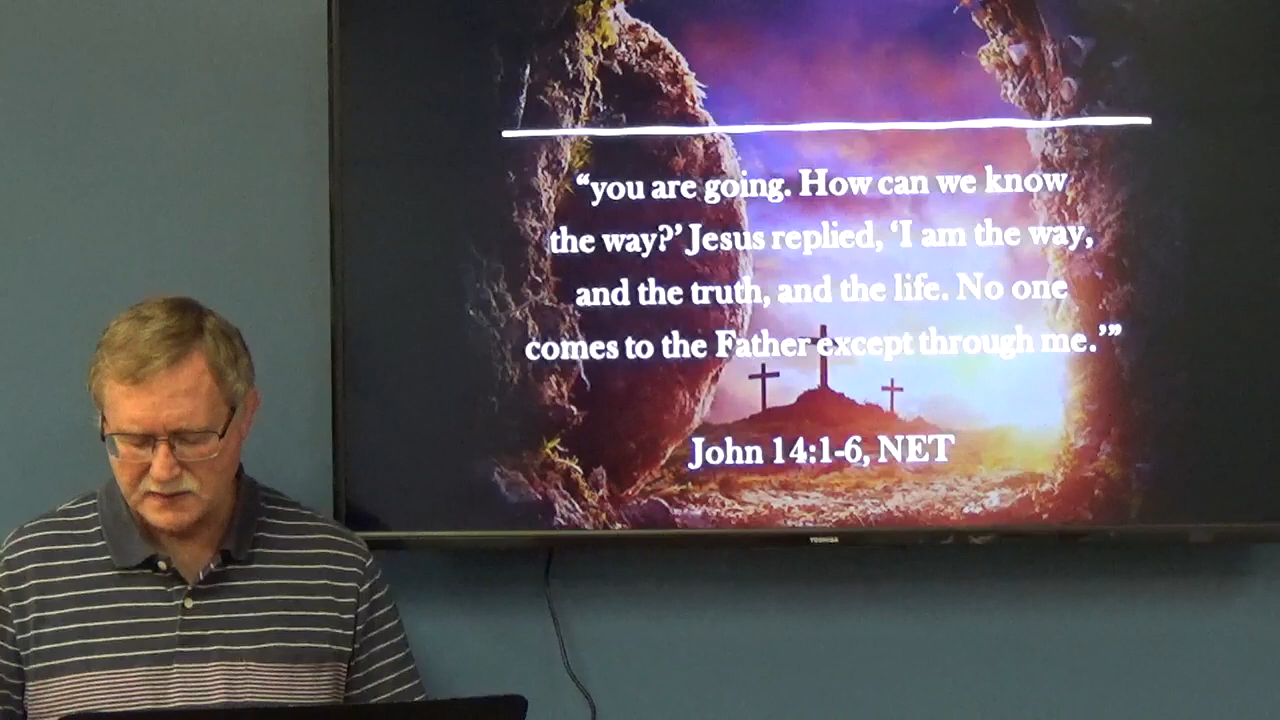 “you are going. How can we know
the way?’ Jesus replied, ‘I am the way,
and the truth, and the life. No one
comes to the Father except through me.’”
John 14:1-6, NET
TOSHIBA